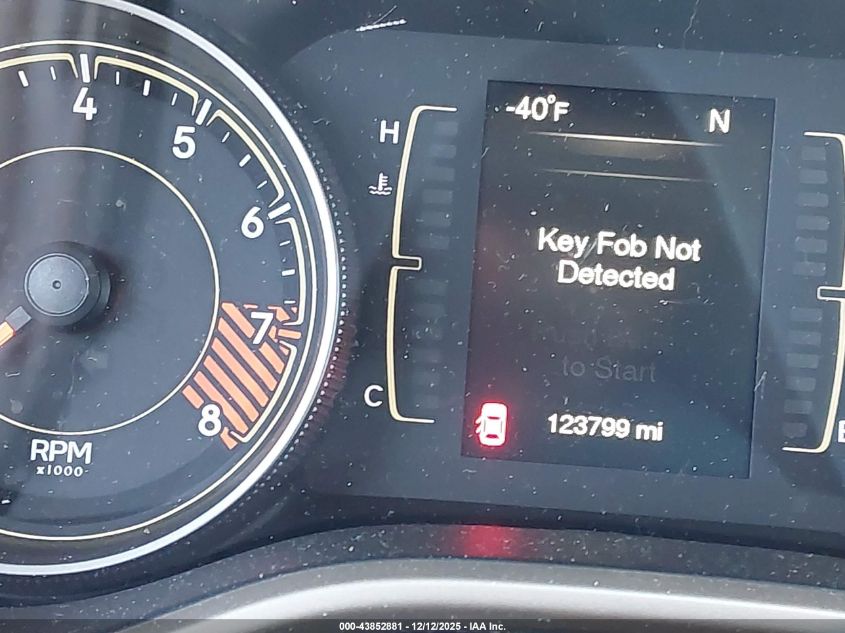 4
5
6
7
8
RPM
x1000
H
C
-40°F
N
Key Fob Not
Detected
to Start
123799 mi
E
000-43852881 - 12/12/2025 - IAA Inc.